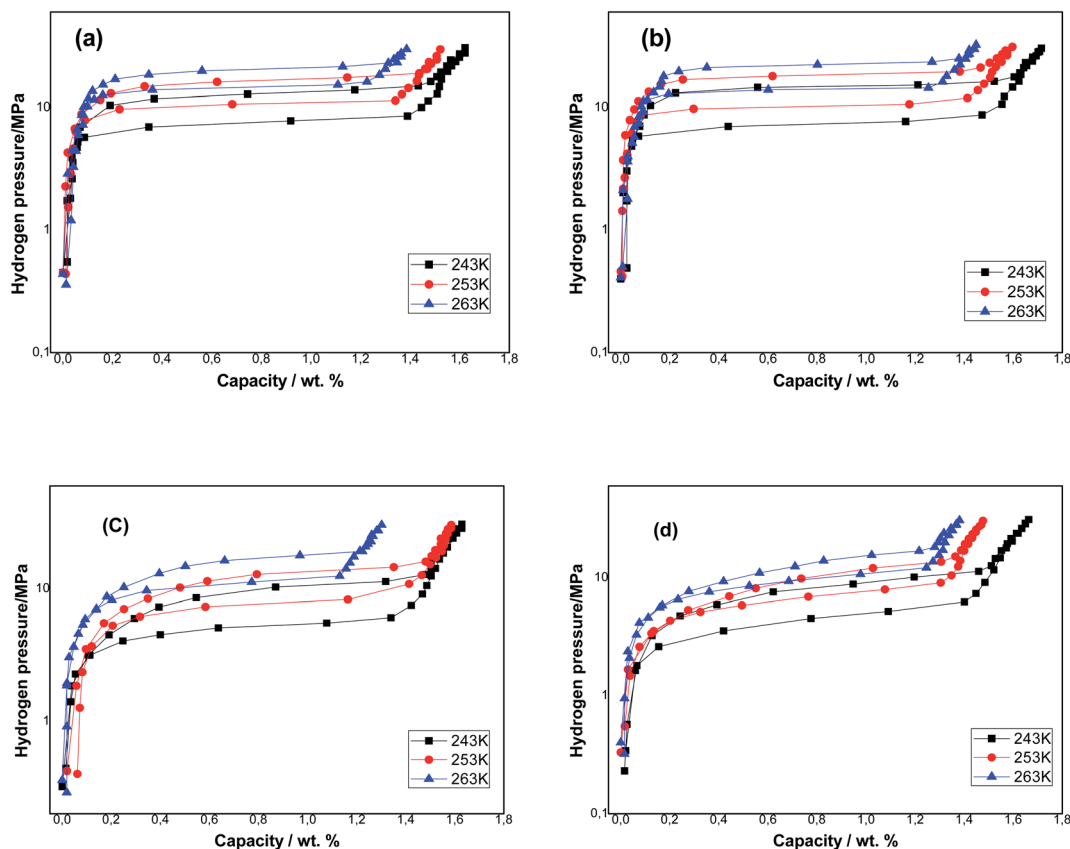 (a)
Hydrogen pressure/MPa
10
1
0,1
0,0 0,2 0,4 0,6 0,8 1,0 1,2 1,4 1,6 1,8
Capacity / wt. %
243K
253K
263K
(b)
Hydrogen pressure/MPa
10
1
0,1
0,0 0,2 0,4 0,6 0,8 1,0 1,2 1,4 1,6 1,8
Capacity / wt. %
243K
253K
263K
(C)
Hydrogen pressure/MPa
10
1
0,0 0,2 0,4 0,6 0,8 1,0 1,2 1,4 1,6 1,8
Capacity / wt. %
243K
253K
263K
(d)
Hydrogen pressure/MPa
10
1
0,1
0,0 0,2 0,4 0,6 0,8 1,0 1,2 1,4 1,6 1,8
Capacity / wt. %
243K
253K
263K